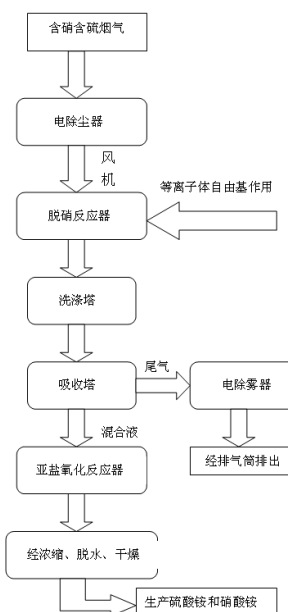 含硝含硫烟气
电除尘器
风
机
等离子体自由基作用
脱硝反应器
洗涤塔
尾气
吸收塔
电除雾器
混合液
经排气筒排出
亚盐氧化反应器
经浓缩、脱水、干燥
生产硫酸铵和硝酸铵